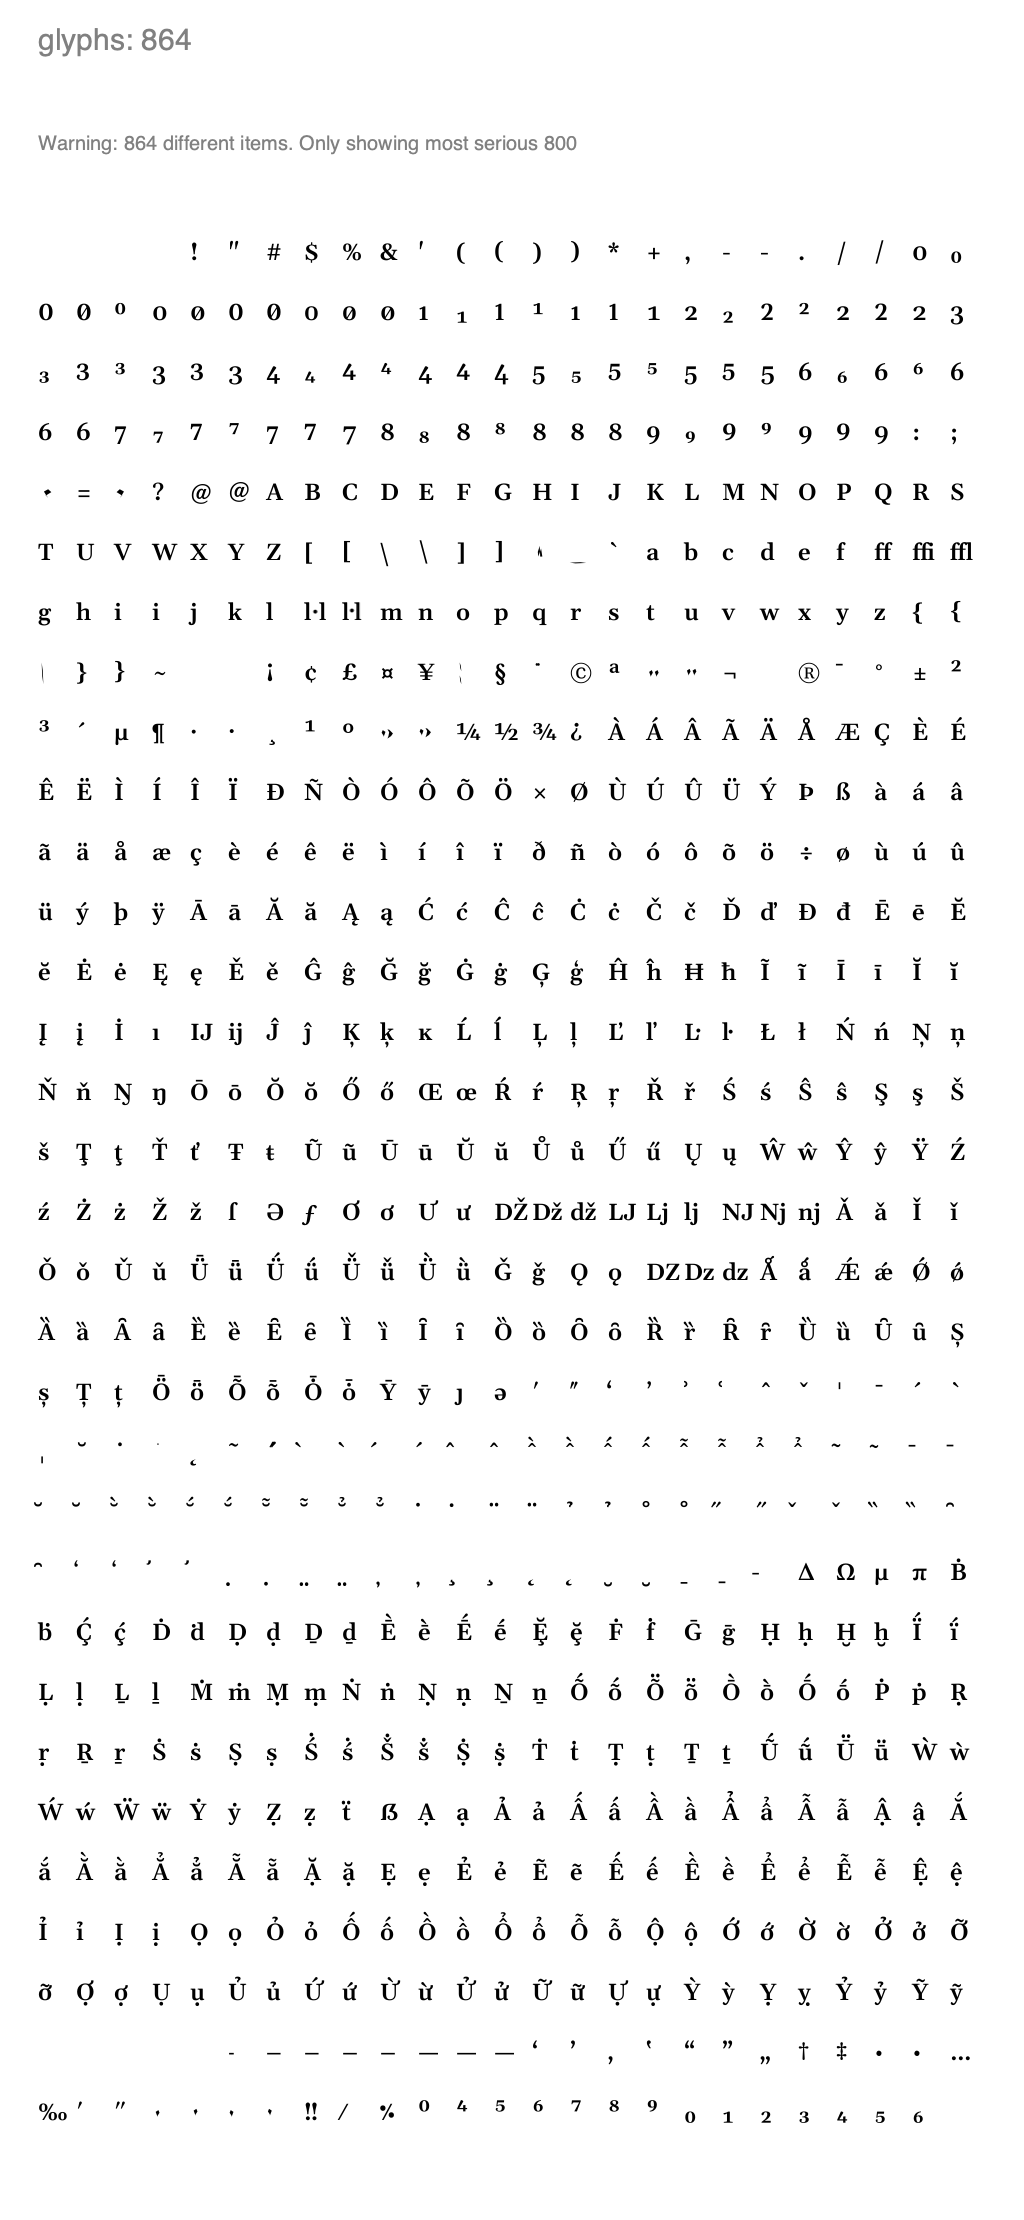 glyphs: 864
Warning: 864 different items. Only showing most serious 800
! " # $ % & ' ( ( ) ) * + , - - . / / 0 ₀
0 0 ⁰ 0 0 0 0 0 0 0 1 ₁ 1 ¹ 1 1 1 2 ₂ 2 ² 2 2 2 3
₃ 3 ³ 3 3 3 4 ₄ 4 ⁴ 4 4 4 5 ₅ 5 ⁵ 5 5 5 6 ₆ 6 ⁶ 6
6 6 7 ₇ 7 ⁷ 7 7 7 8 ₈ 8 ⁸ 8 8 8 9 ₉ 9 ⁹ 9 9 9 : ;
= ? @ @ A B C D E F G H I J K L M N O P Q R S
T U V W X Y Z [ [ \ \ ] ] _ ` a b c d e f ff ffi ffl
g h i i j k l l·l l·l m n o p q r s t u v w x y z { {
} } ~ ¡ ¢ £ ¤ ¥ ¦ § ¨ © ª ¬ ® ¯ ° ± ²
³ ´ µ ¶ · · ¸ ¹ º ¼ ½ ¾ ¿ À Á Â Ã Ä Å Æ Ç È É
Ê Ë Ì Í Î Ï Ð Ñ Ò Ó Ô Õ Ö × Ø Ù Ú Û Ü Ý Þ ß à á â
ã ä å æ ç è é ê ë ì í î ï ð ñ ò ó ô õ ö ÷ ø ù ú û
ü ý þ ÿ Ā ā Ă ă Ą ą Ć ć Ĉ ĉ Ċ ċ Č č Ď ď Đ đ Ē ē Ĕ
ĕ Ė ė Ę ę Ě ě Ĝ ĝ Ğ ğ Ġ ġ Ģ ģ Ĥ ĥ Ħ ħ Ĩ ĩ Ī ī Ĭ ĭ
Į į İ ı Ĳ ĳ Ĵ ĵ Ķ ķ ĸ Ĺ ĺ Ļ ļ Ľ ľ Ŀ ŀ Ł ł Ń ń Ņ ņ
Ň ň Ŋ ŋ Ō ō Ŏ ŏ Ő ő Œ œ Ŕ ŕ Ŗ ŗ Ř ř Ś ś Ŝ ŝ Ş ş Š
š Ţ ţ Ť ť Ŧ ŧ Ũ ũ Ū ū Ŭ ŭ Ů ů Ű ű Ų ų Ŵ ŵ Ŷ ŷ Ÿ Ź
ź Ż ż Ž ž ſ Ə ƒ Ơ ơ Ư ư Ǆ ǅ ǆ Ǉ ǈ ǉ Ǌ ǋ ǌ Ǎ ǎ Ǐ ǐ
Ǒ ǒ Ǔ ǔ Ǖ ǖ Ǘ ǘ Ǚ ǚ Ǜ ǜ Ǧ ǧ Ǫ ǫ Ǳ ǲ ǳ Ǻ ǻ Ǽ ǽ Ǿ ǿ
Ȁ ȁ Ȃ ȃ Ȅ ȅ Ȇ ȇ Ȉ ȉ Ȋ ȋ Ȍ ȍ Ȏ ȏ Ȑ ȑ Ȓ ȓ Ȕ ȕ Ȗ ȗ Ș
ș Ț ț Ȫ ȫ Ȭ ȭ Ȱ ȱ Ȳ ȳ ȷ ə ʹ ʺ ʻ ʼ ʾ ʿ ˆ ˇ ˈ ˉ ˊ ˋ
Δ Ω μ π Ḃ
ḃ Ḉ ḉ Ḋ ḋ Ḍ ḍ Ḏ ḏ Ḕ ḕ Ḗ ḗ Ḝ ḝ Ḟ ḟ Ḡ ḡ Ḥ ḥ Ḫ ḫ Ḯ ḯ
Ḷ ḷ Ḻ ḻ Ṁ ṁ Ṃ ṃ Ṅ ṅ Ṇ ṇ Ṉ ṉ Ṍ ṍ Ṏ ṏ Ṑ ṑ Ṓ ṓ Ṗ ṗ Ṛ
ṛ Ṟ ṟ Ṡ ṡ Ṣ ṣ Ṥ ṥ Ṧ ṧ Ṩ ṩ Ṫ ṫ Ṭ ṭ Ṯ ṯ Ṹ ṹ Ṻ ṻ Ẁ ẁ
Ẃ ẃ Ẅ ẅ Ẏ ẏ Ẓ ẓ ẗ ẞ Ạ ạ Ả ả Ấ ấ Ầ ầ Ẩ ẩ Ẫ ẫ Ậ ậ Ắ
ắ Ằ ằ Ẳ ẳ Ẵ ẵ Ặ ặ Ẹ ẹ Ẻ ẻ Ẽ ẽ Ế ế Ề ề Ể ể Ễ ễ Ệ ệ
Ỉ ỉ Ị ị Ọ ọ Ỏ ỏ Ố ố Ồ ồ Ổ ổ Ỗ ỗ Ộ ộ Ớ ớ Ờ ờ Ở ở Ỡ
ỡ Ợ ợ Ụ ụ Ủ ủ Ứ ứ Ừ ừ Ử ử Ữ ữ Ự ự Ỳ ỳ Ỵ ỵ Ỷ ỷ Ỹ ỹ
‐ – – – – — — — ‘ ’ ‚ ‛ “ ” „ † ‡ • • …
‰ ′ ″ ‼ ⁄ ⁒ ⁰ ⁴ ⁵ ⁶ ⁷ ⁸ ⁹ ₀ ₁ ₂ ₃ ₄ ₅ ₆